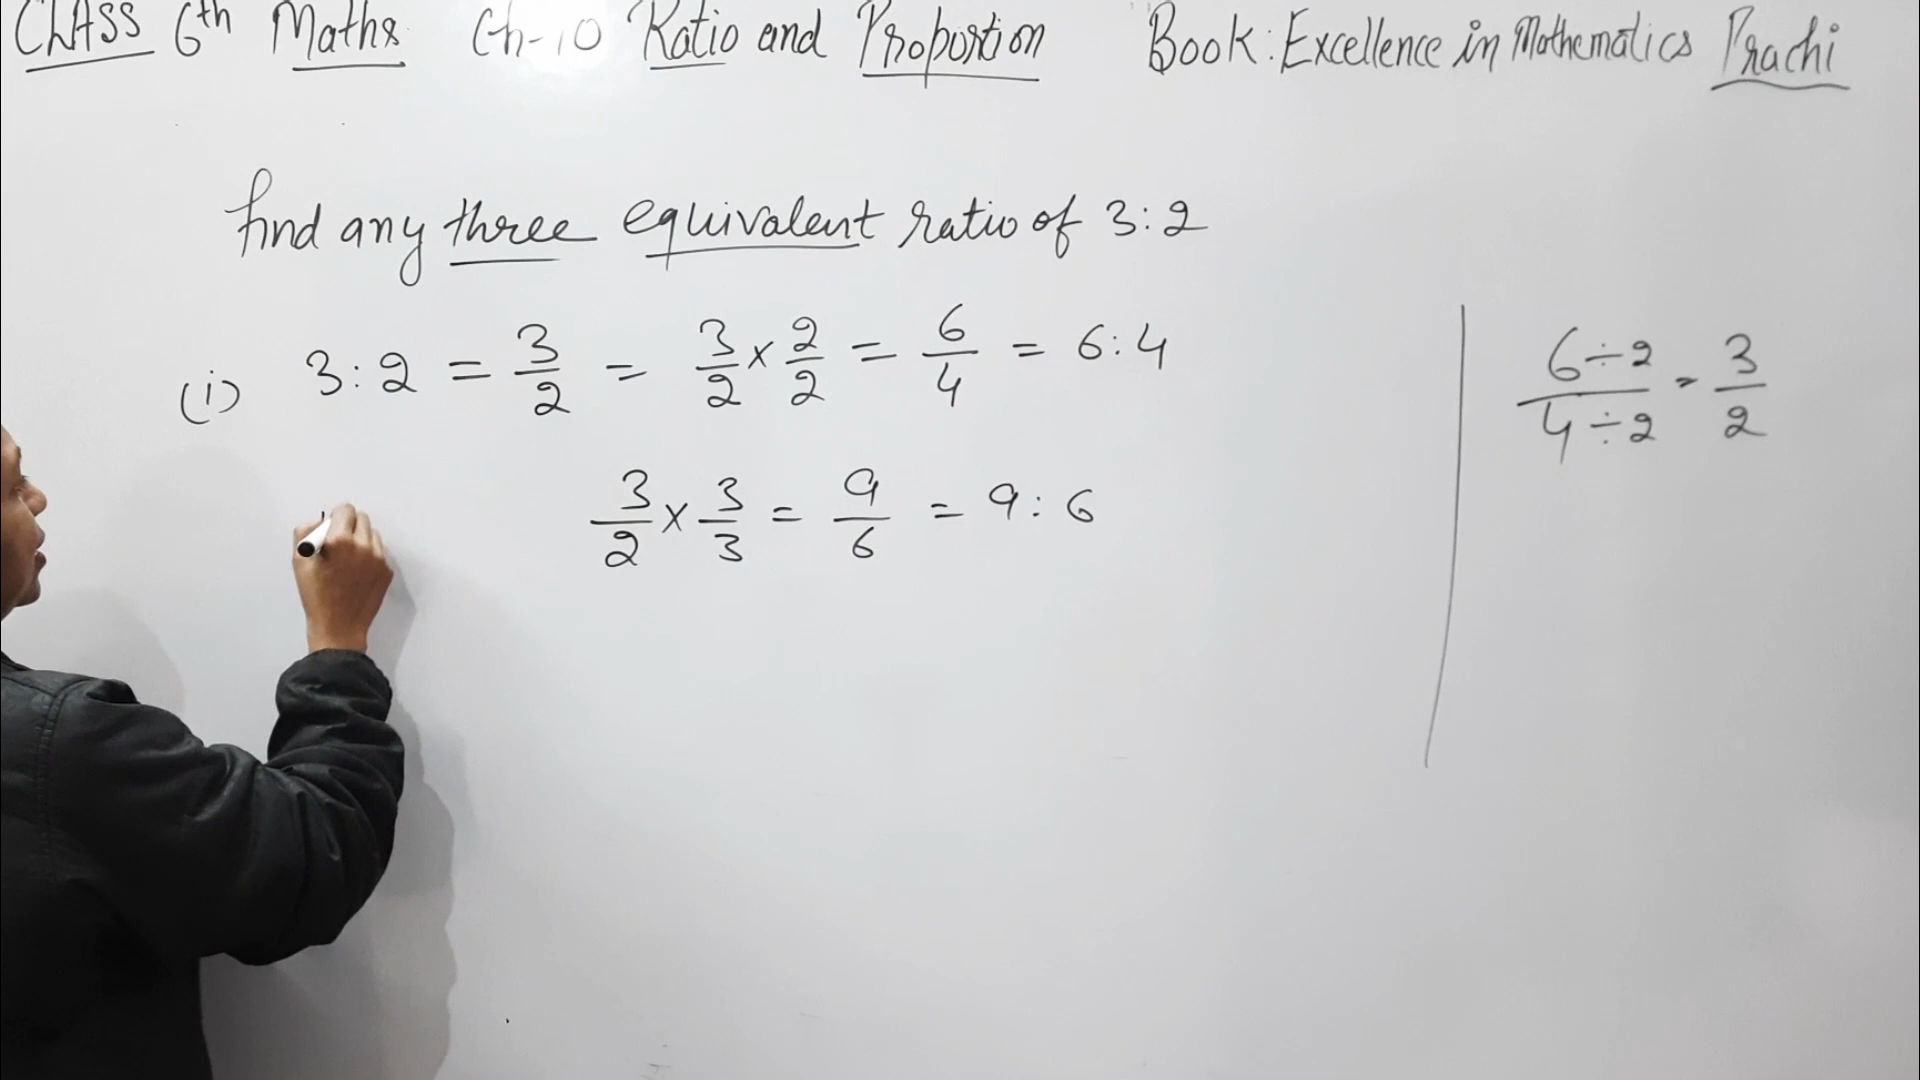 CLASS 6th Maths Ch-10 Ratio and Proportion Book: Excellence in Mathematics Prachi
find any three equivalent ratio of 3:2
(i) 3:2 = 3/2 = 3/2 × 2/2 = 6/4 = 6:4
3/2 × 3/3 = 9/6 = 9:6
6÷2/4÷2 = 3/2